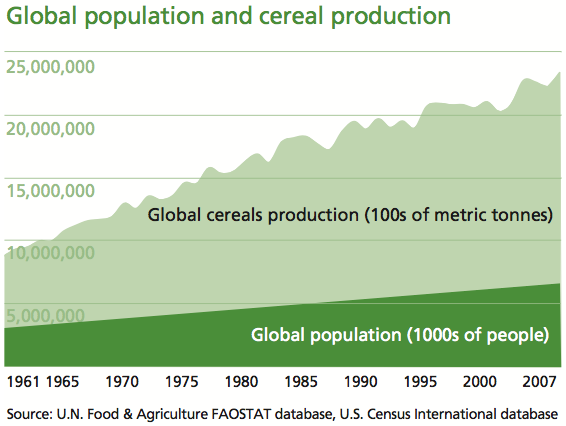 Global population and cereal production
25,000,000
20,000,000
15,000,000
Global cereals production (100s of metric tonnes)
10,000,000
5,000,000
Global population (1000s of people)
1961 1965 1970 1975 1980 1985 1990 1995 2000 2007
Source: U.N. Food & Agriculture FAOSTAT database, U.S. Census International database